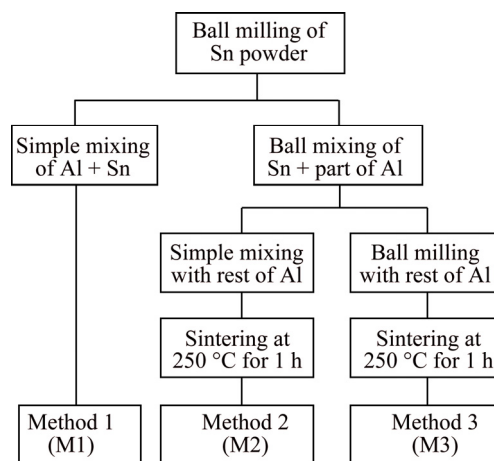 Ball milling of
Sn powder
Simple mixing
of Al + Sn
Ball mixing of
Sn + part of Al
Simple mixing
with rest of Al
Ball milling
with rest of Al
Sintering at
250 °C for 1 h
Sintering at
250 °C for 1 h
Method 1
(M1)
Method 2
(M2)
Method 3
(M3)